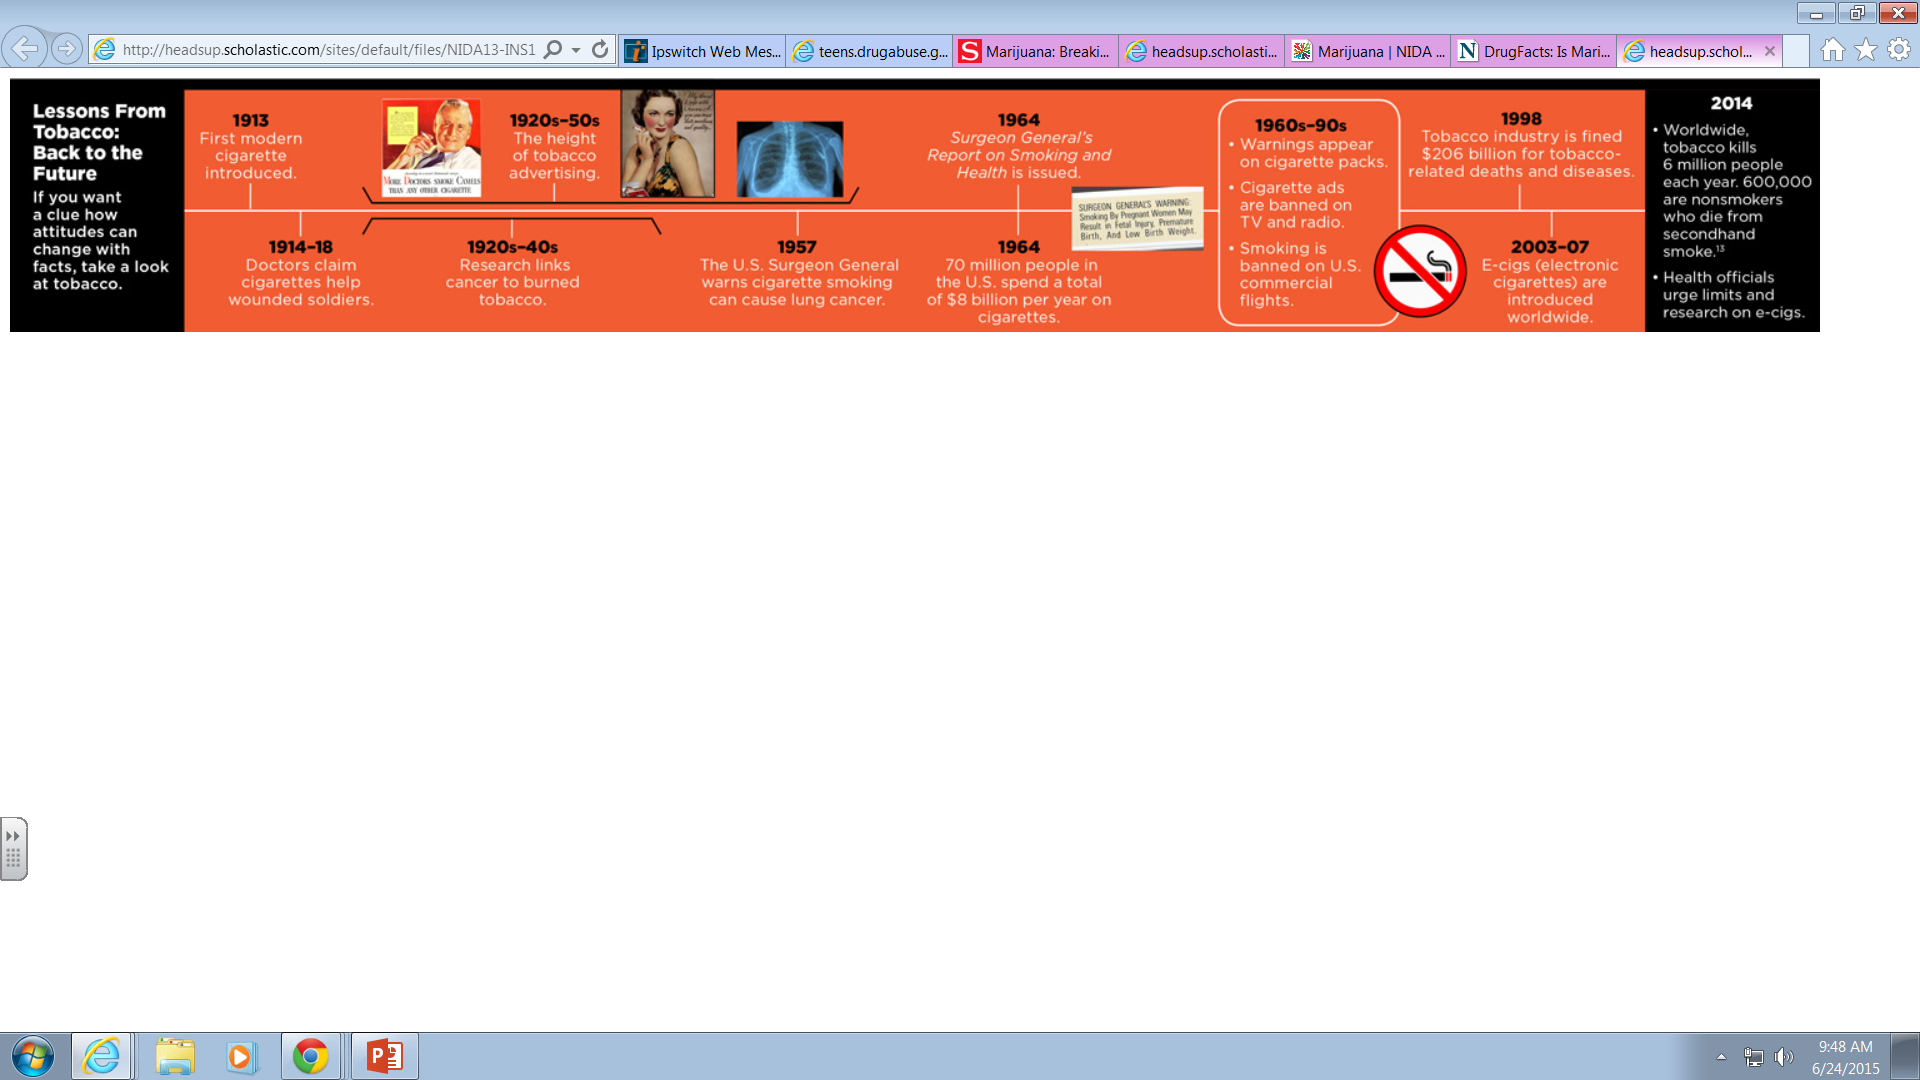 http://headsup.scholastic.com/sites/default/files/NIDA13-INS1
Ipswitch Web Mes...
teens.drugabuse.g...
Marijuana: Breaki...
headsup.scholasti...
Marijuana | NIDA ...
DrugFacts: Is Mari...
headsup.schol...
Lessons From
Tobacco:
Back to the
Future
If you want
a clue how
attitudes can
change with
facts, take a look
at tobacco.
1913
First modern
cigarette
introduced.
1914–18
Doctors claim
cigarettes help
wounded soldiers.
MORE DOCTORS SMOKE CAMELS
THAN ANY OTHER CIGARETTE
1920s–50s
The height
of tobacco
advertising.
1920s–40s
Research links
cancer to burned
tobacco.
1957
The U.S. Surgeon General
warns cigarette smoking
can cause lung cancer.
1964
Surgeon General's
Report on Smoking and
Health is issued.
1964
70 million people in
the U.S. spend a total
of $8 billion per year on
cigarettes.
SURGEON GENERAL'S WARNING:
Smoking By Pregnant Women May
Result in Fetal Injury, Premature
Birth, And Low Birth Weight.
1960s–90s
• Warnings appear
on cigarette packs.
• Cigarette ads
are banned on
TV and radio.
• Smoking is
banned on U.S.
commercial
flights.
1998
Tobacco industry is fined
$206 billion for tobacco-
related deaths and diseases.
2003–07
E-cigs (electronic
cigarettes) are
introduced
worldwide.
2014
• Worldwide,
tobacco kills
6 million people
each year. 600,000
are nonsmokers
who die from
secondhand
smoke.13
• Health officials
urge limits and
research on e-cigs.
9:48 AM
6/24/2015